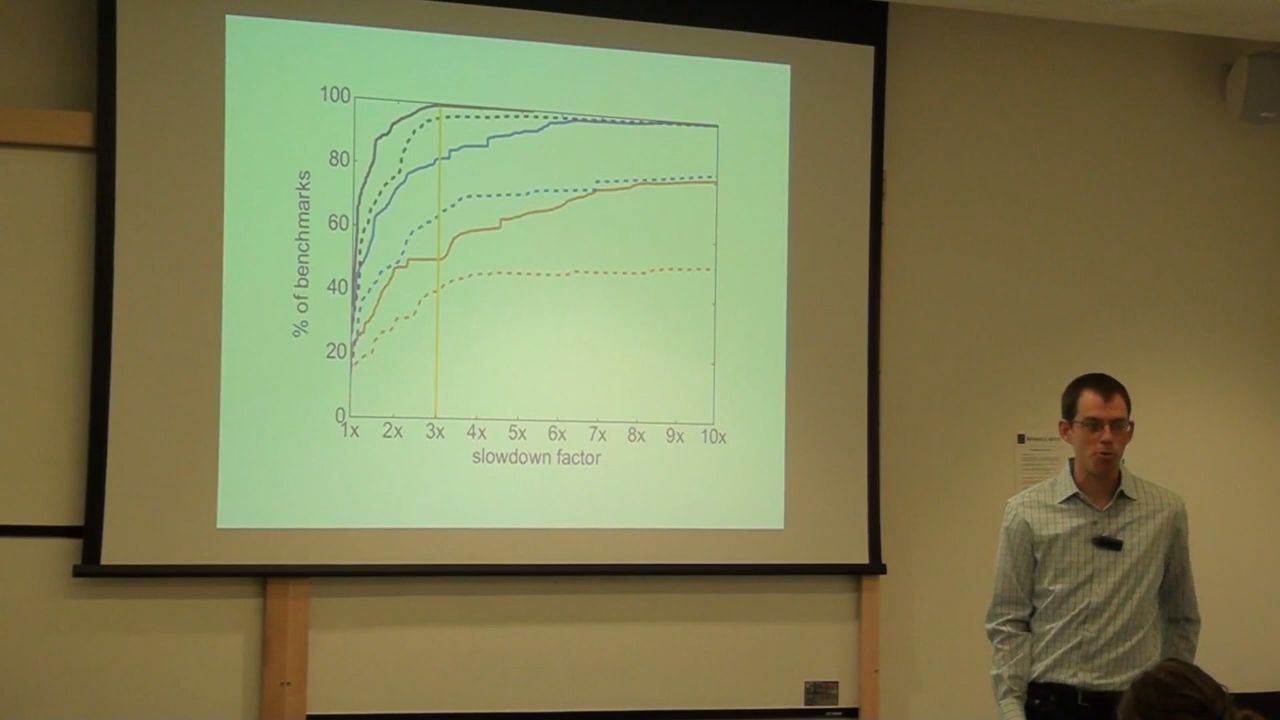 100
80
60
40
20
0
% of benchmarks
1x 2x 3x 4x 5x 6x 7x 8x 9x 10x
slowdown factor